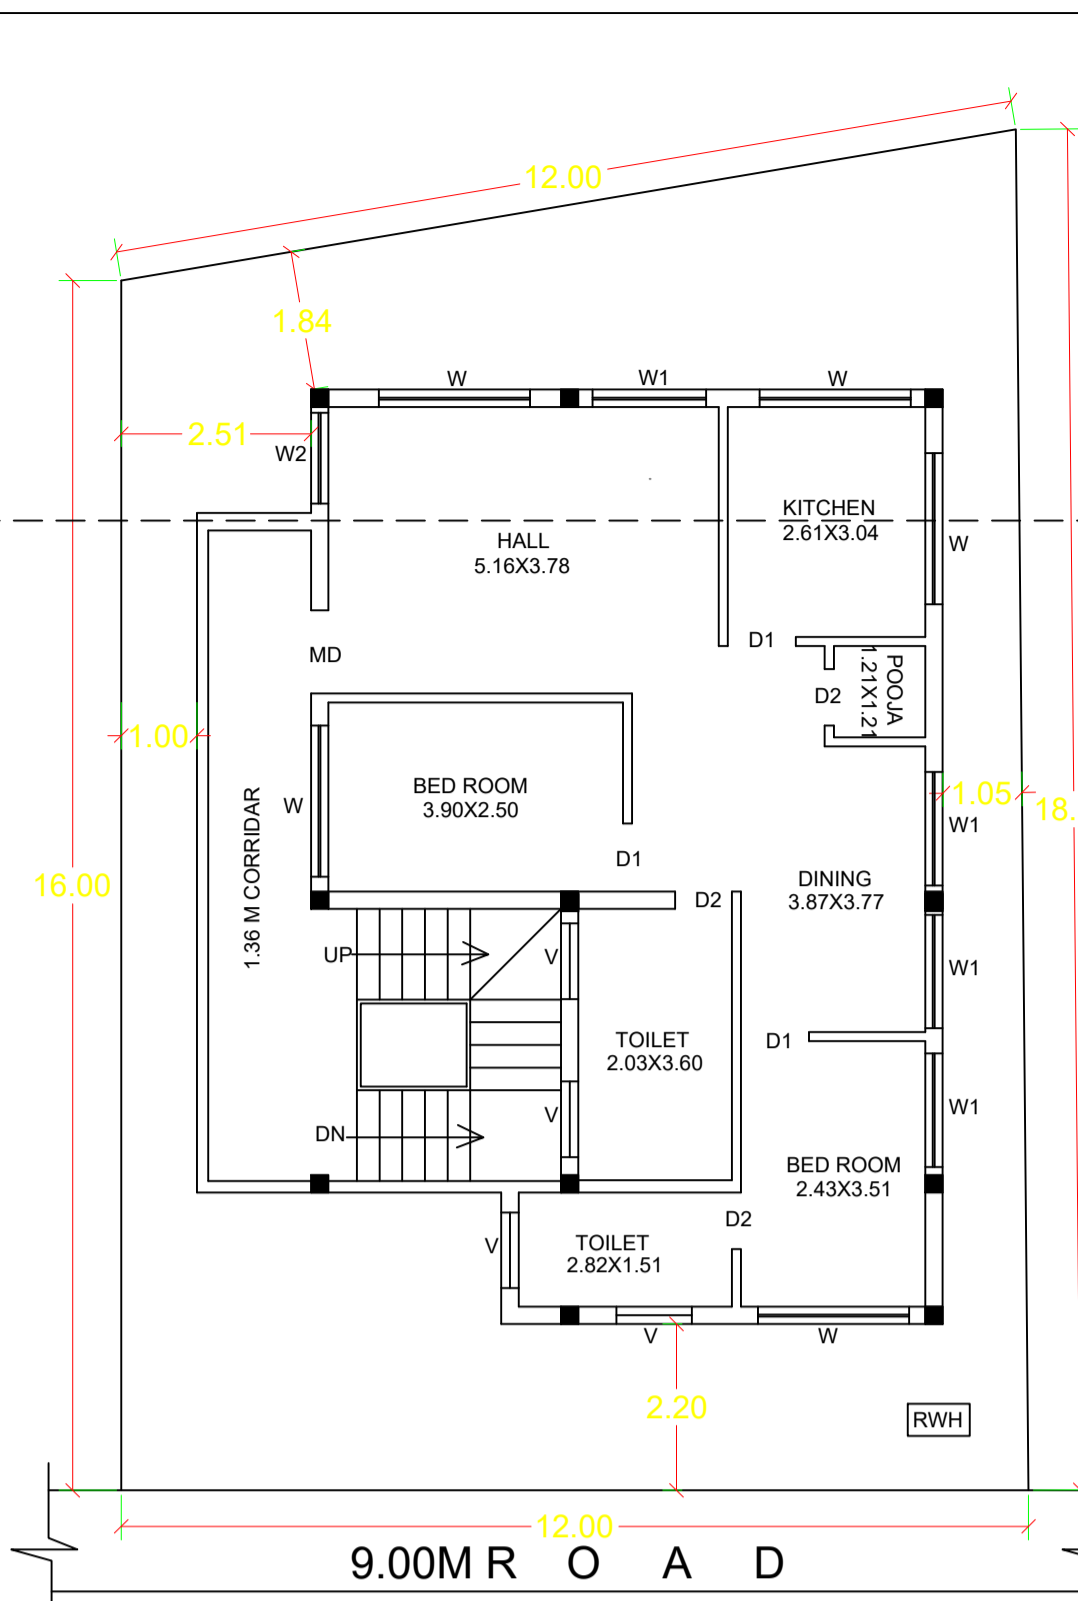 12.00
1.84
W
W1
W
2.51
W2
KITCHEN
2.61X3.04
HALL
5.16X3.78
W
MD
D1
POOJA
1.21X1.21
D2
1.00
BED ROOM
3.90X2.50
W
1.05
18.
W1
1.36 M CORRIDAR
D1
16.00
DINING
3.87X3.77
D2
UP
V
W1
TOILET
2.03X3.60
D1
V
W1
DN
BED ROOM
2.43X3.51
D2
V
TOILET
2.82X1.51
V
W
2.20
RWH
12.00
9.00M R O A D